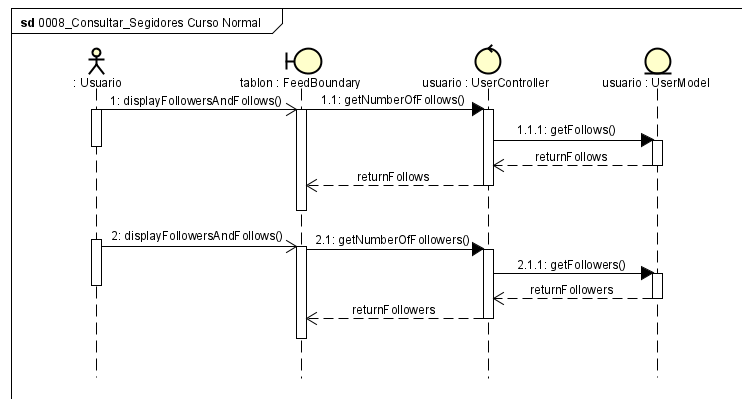 sd 0008_Consultar_Segidores Curso Normal
: Usuario
tablon : FeedBoundary
usuario : UserController
usuario : UserModel
1: displayFollowersAndFollows()
1.1: getNumberOfFollows()
1.1.1: getFollows()
returnFollows
returnFollows
2: displayFollowersAndFollows()
2.1: getNumberOfFollowers()
2.1.1: getFollowers()
returnFollowers
returnFollowers